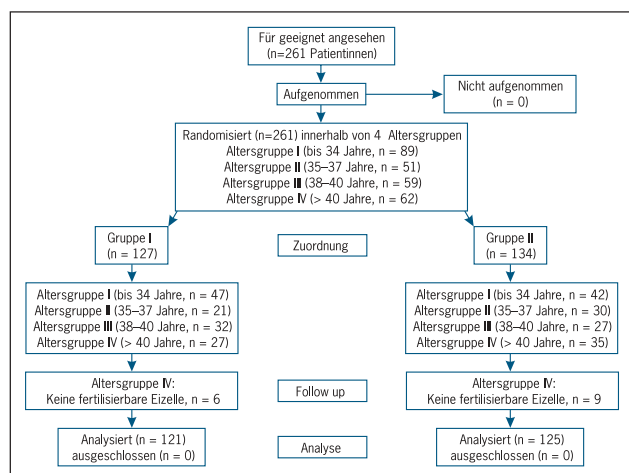 Für geeignet angesehen
(n=261 Patientinnen)
Aufgenommen
Nicht aufgenommen
(n = 0)
Randomisiert (n=261) innerhalb von 4 Altersgruppen
Altersgruppe I (bis 34 Jahre, n = 89)
Altersgruppe II (35–37 Jahre, n = 51)
Altersgruppe III (38–40 Jahre, n = 59)
Altersgruppe IV (> 40 Jahre, n = 62)
Gruppe I
(n = 127)
Zuordnung
Gruppe II
(n = 134)
Altersgruppe I (bis 34 Jahre, n = 47)
Altersgruppe II (35–37 Jahre, n = 21)
Altersgruppe III (38–40 Jahre, n = 32)
Altersgruppe IV (> 40 Jahre, n = 27)
Altersgruppe I (bis 34 Jahre, n = 42)
Altersgruppe II (35–37 Jahre, n = 30)
Altersgruppe III (38–40 Jahre, n = 27)
Altersgruppe IV (> 40 Jahre, n = 35)
Altersgruppe IV:
Keine fertilisierbare Eizelle, n = 6
Follow up
Altersgruppe IV:
Keine fertilisierbare Eizelle, n = 9
Analysiert (n = 121)
ausgeschlossen (n = 0)
Analyse
Analysiert (n = 125)
ausgeschlossen (n = 0)